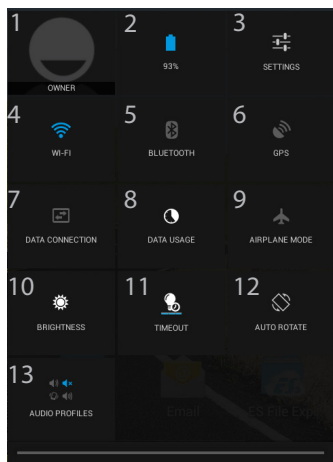 1
OWNER
2
93%
3
SETTINGS
4
WI-FI
5
BLUETOOTH
6
GPS
7
DATA CONNECTION
8
DATA USAGE
9
AIRPLANE MODE
10
BRIGHTNESS
11
TIMEOUT
12
AUTO ROTATE
13
AUDIO PROFILES
Email
ES File Exp